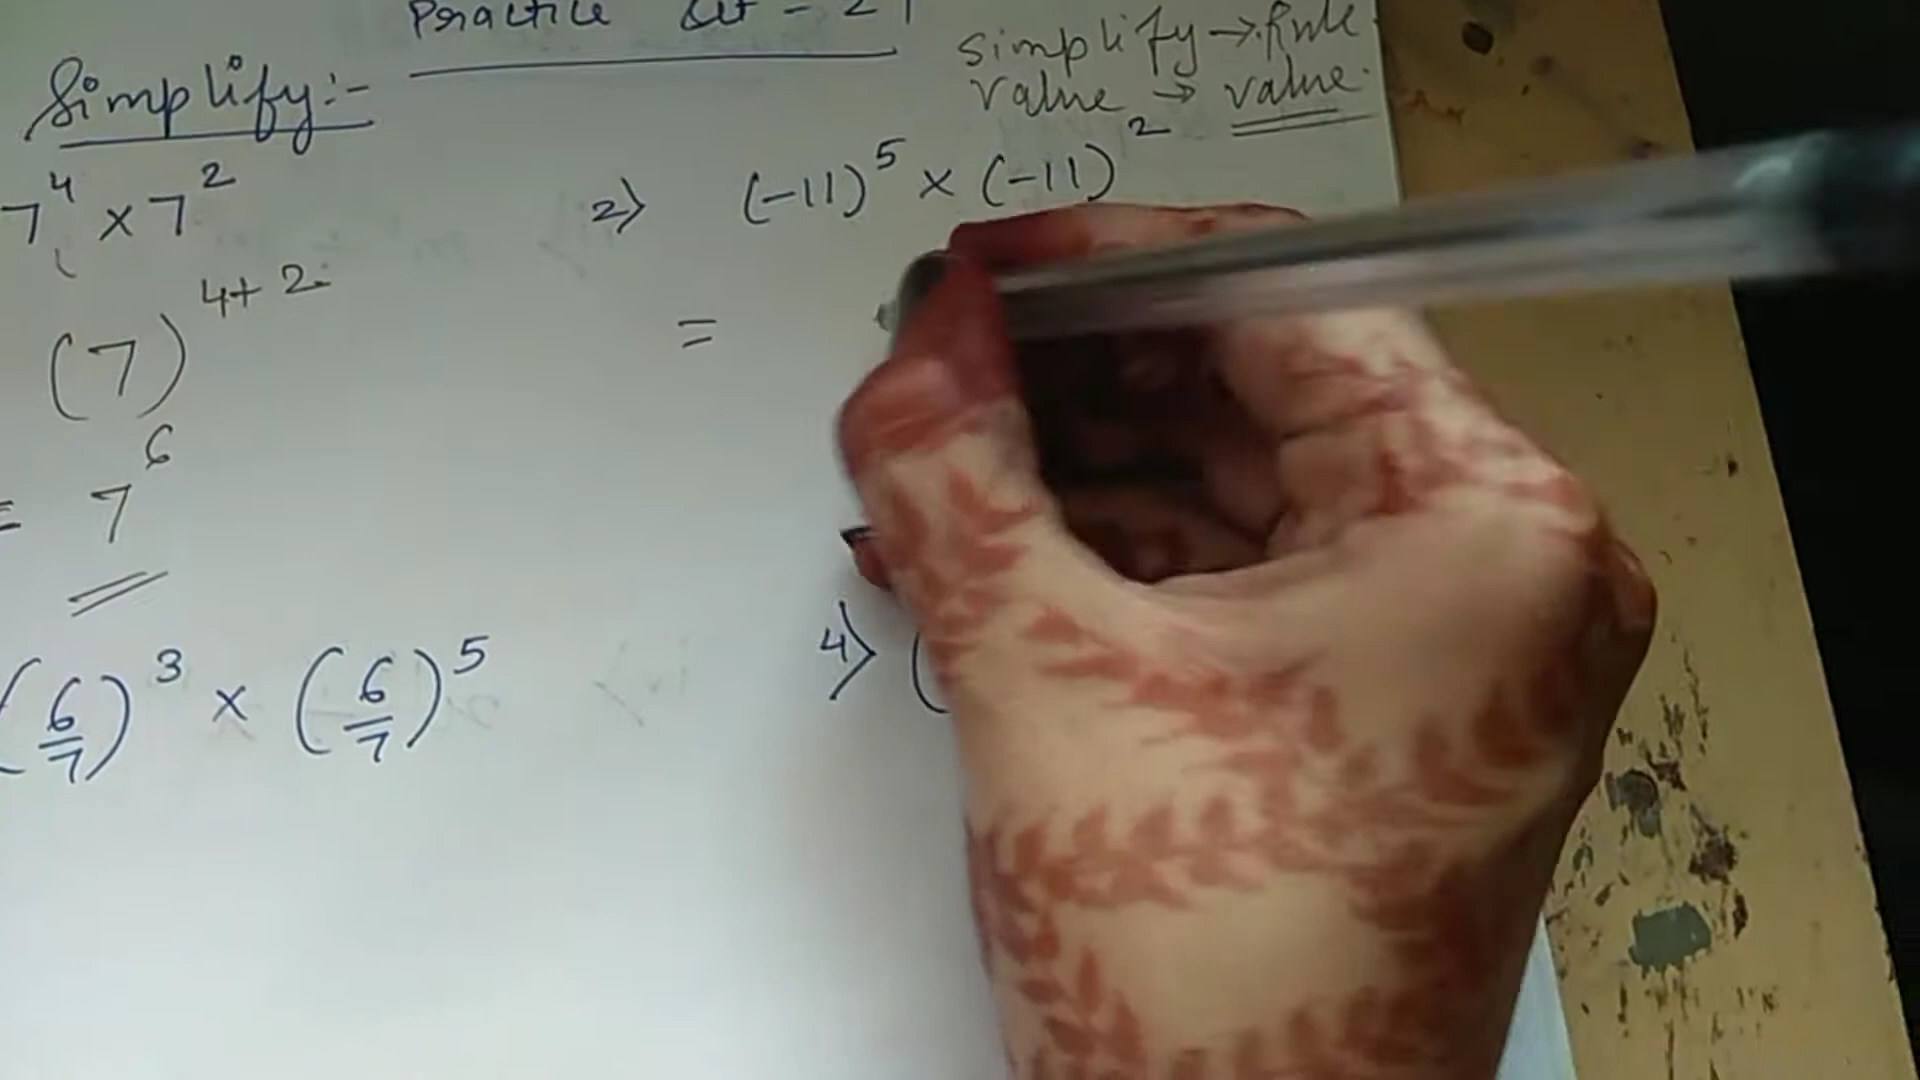 Practice Set - 2
Simplify → Rule
Value → value.
Simplify:-
7⁴ × 7²
(7)⁴⁺²
= 7⁶
2) (-11)⁵ × (-11)²
=
(6/7)³ × (6/7)⁵
4) (